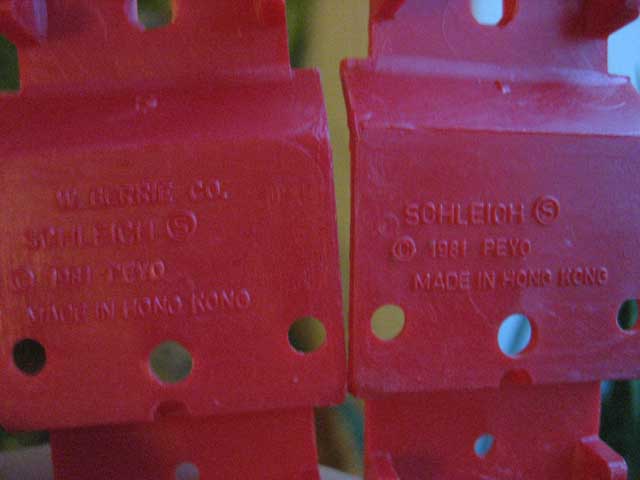 W. BERRIE CO.
SCHLEICH Ⓢ
© 1981 PEYO
MADE IN HONG KONG
SCHLEICH Ⓢ
© 1981 PEYO
MADE IN HONG KONG